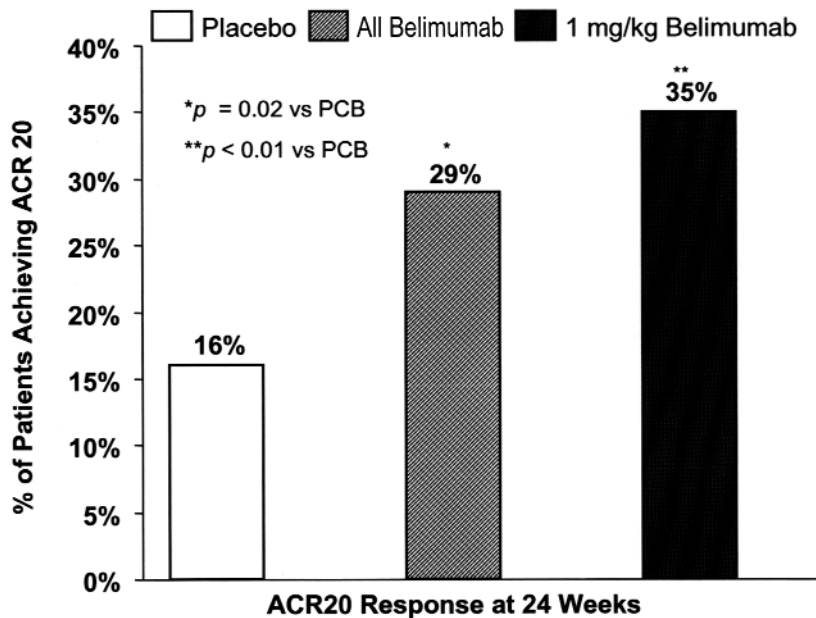 Placebo All Belimumab 1 mg/kg Belimumab
% of Patients Achieving ACR 20
40%
35%
30%
25%
20%
15%
10%
5%
0%
*p = 0.02 vs PCB
**p < 0.01 vs PCB
16%
*
29%
**
35%
ACR20 Response at 24 Weeks